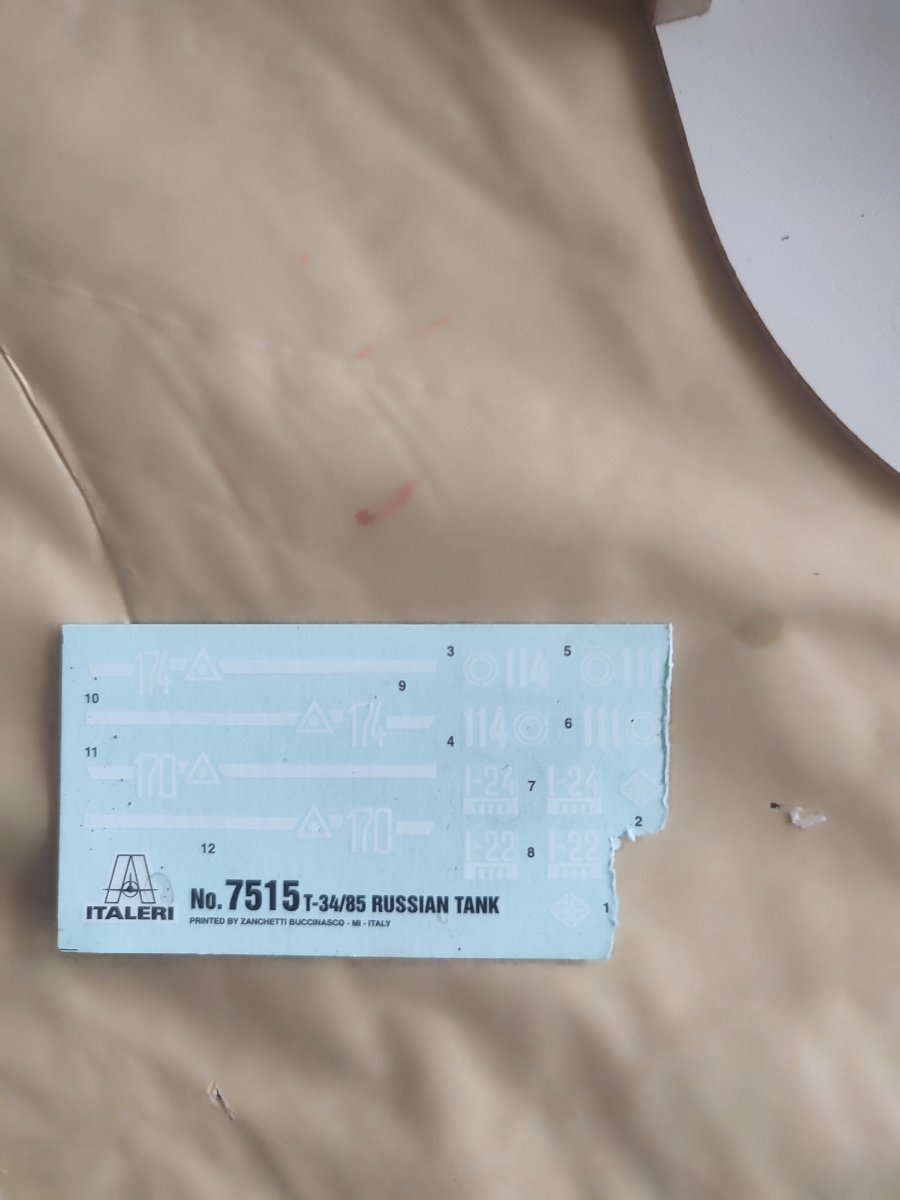 174
3
114
5
111
10
9
174
4
114
6
111
11
170
I-24
7
I-24
170
2
12
I-22
8
I-22
ITALERI
No. 7515 T-34/85 RUSSIAN TANK
PRINTED BY ZANCHETTI BUCCINASCO - MI - ITALY
1